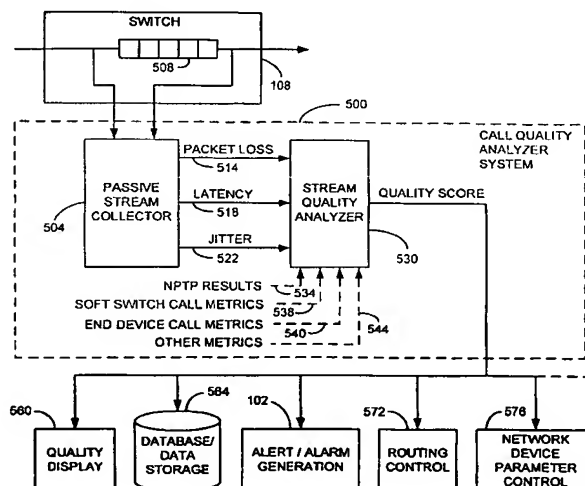 SWITCH
508
108
500
CALL QUALITY
ANALYZER
SYSTEM
PASSIVE
STREAM
COLLECTOR
504
PACKET LOSS
514
LATENCY
518
JITTER
522
STREAM
QUALITY
ANALYZER
530
QUALITY SCORE
NPTP RESULTS
534
SOFT SWITCH CALL METRICS
538
END DEVICE CALL METRICS
540
OTHER METRICS
544
560
QUALITY
DISPLAY
564
DATABASE/
DATA
STORAGE
102
ALERT / ALARM
GENERATION
572
ROUTING
CONTROL
576
NETWORK
DEVICE
PARAMETER
CONTROL